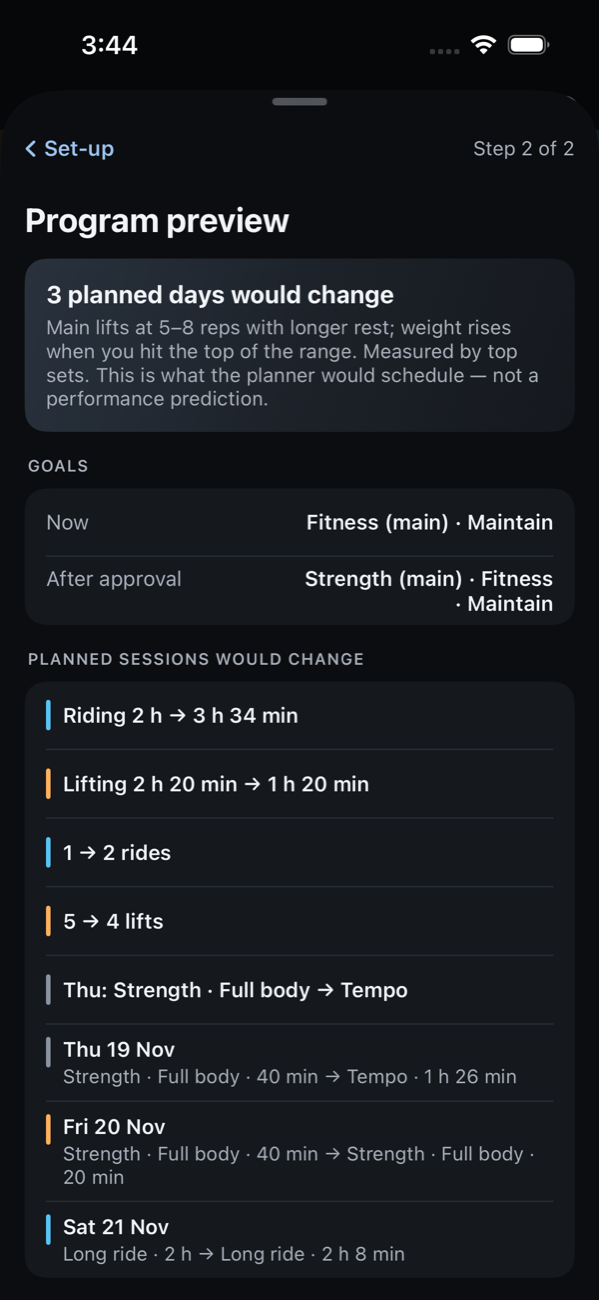 3:44
Set-up
Step 2 of 2
Program preview
3 planned days would change
Main lifts at 5–8 reps with longer rest; weight rises
when you hit the top of the range. Measured by top
sets. This is what the planner would schedule — not a
performance prediction.
GOALS
Now
Fitness (main) · Maintain
After approval
Strength (main) · Fitness
· Maintain
PLANNED SESSIONS WOULD CHANGE
Riding 2 h → 3 h 34 min
Lifting 2 h 20 min → 1 h 20 min
1 → 2 rides
5 → 4 lifts
Thu: Strength · Full body → Tempo
Thu 19 Nov
Strength · Full body · 40 min → Tempo · 1 h 26 min
Fri 20 Nov
Strength · Full body · 40 min → Strength · Full body ·
20 min
Sat 21 Nov
Long ride · 2 h → Long ride · 2 h 8 min